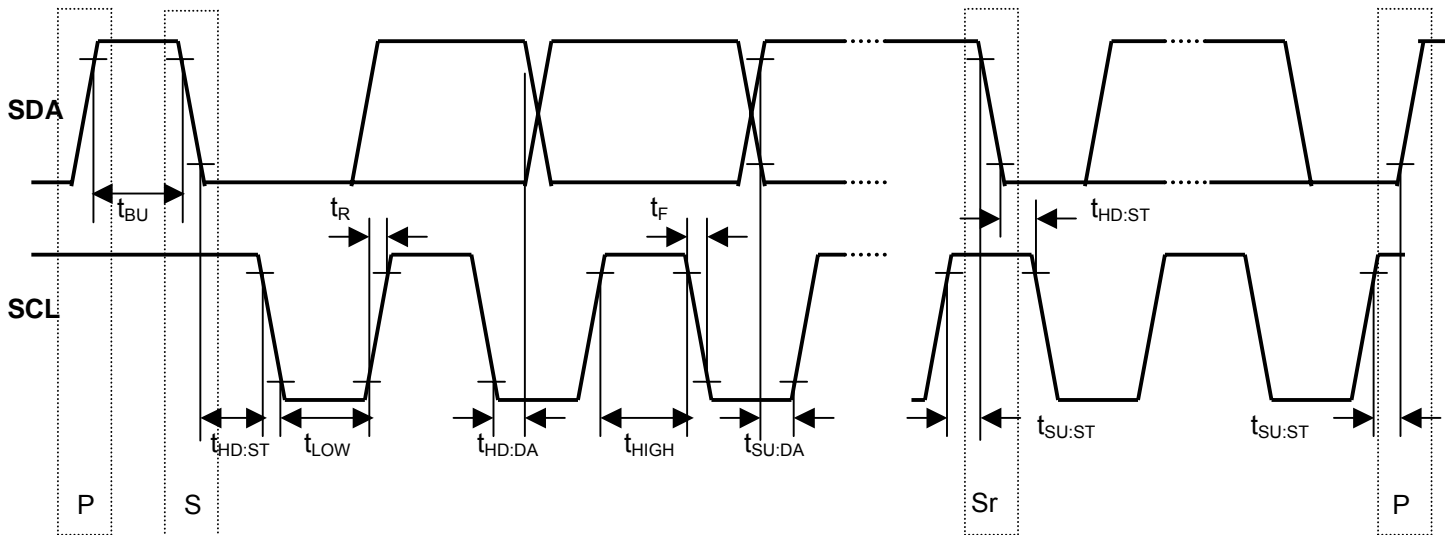 SDA
t_BU
t_R
t_F
t_HD:ST
SCL
t_HD:ST
t_LOW
t_HD:DA
t_HIGH
t_SU:DA
t_SU:ST
t_SU:ST
P
S
Sr
P